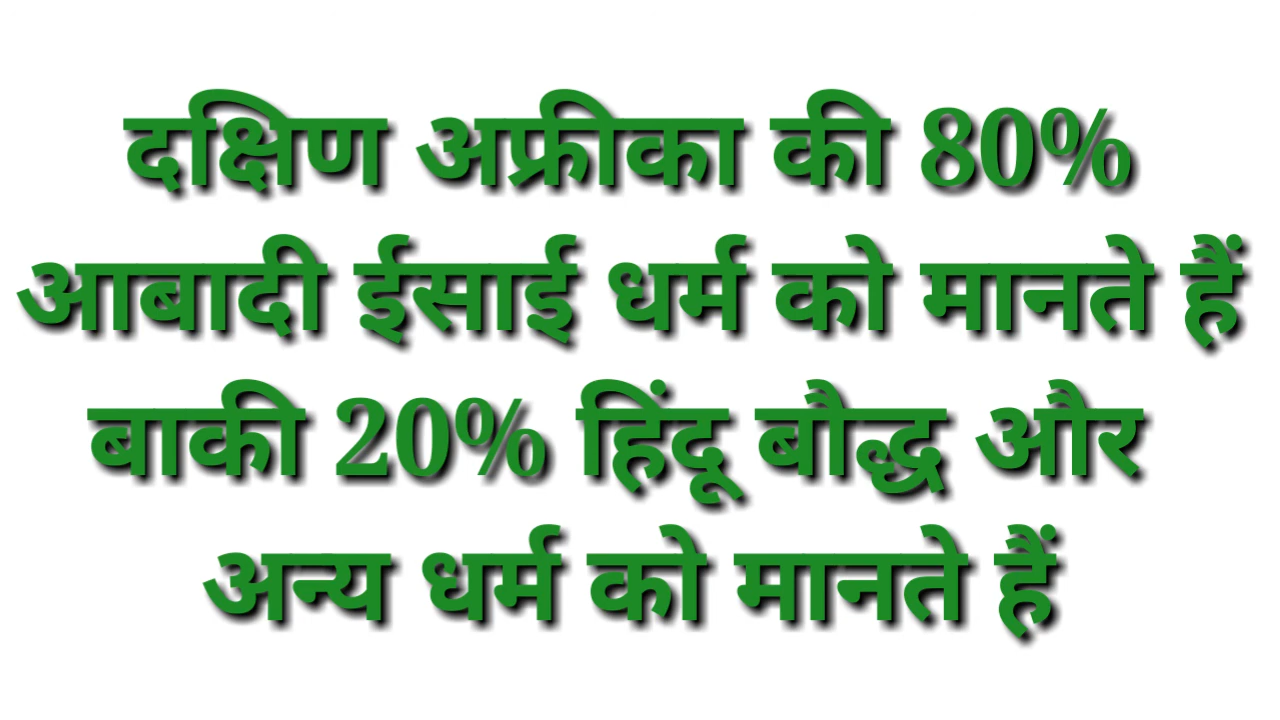 दक्षिण अफ्रीका की 80%
आबादी ईसाई धर्म को मानते हैं
बाकी 20% हिंदू बौद्ध और
अन्य धर्म को मानते हैं